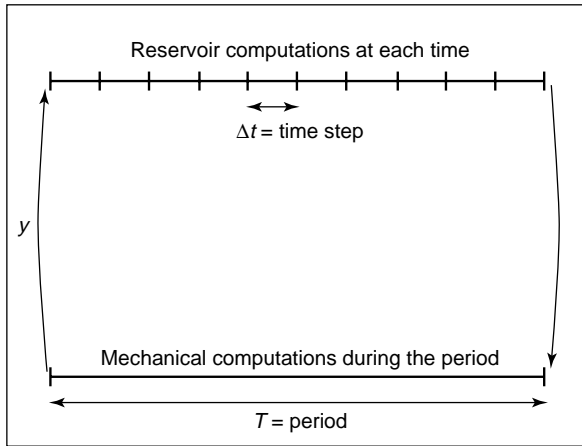 Reservoir computations at each time
Δt = time step
y
Mechanical computations during the period
T = period